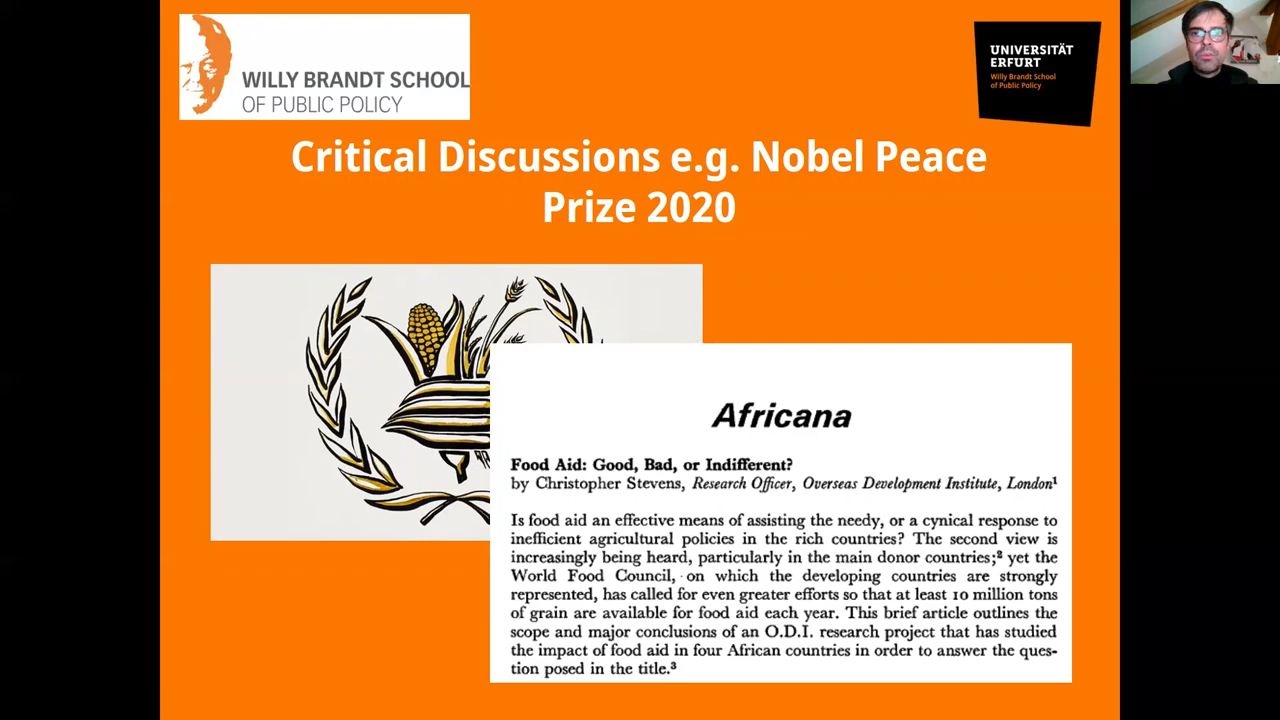 WILLY BRANDT SCHOOL
OF PUBLIC POLICY
UNIVERSITÄT
ERFURT
Willy Brandt School
of Public Policy
Critical Discussions e.g. Nobel Peace
Prize 2020
Africana
Food Aid: Good, Bad, or Indifferent?
by Christopher Stevens, Research Officer, Overseas Development Institute, London¹
Is food aid an effective means of assisting the needy, or a cynical response to
inefficient agricultural policies in the rich countries? The second view is
increasingly being heard, particularly in the main donor countries;² yet the
World Food Council, on which the developing countries are strongly
represented, has called for even greater efforts so that at least 10 million tons
of grain are available for food aid each year. This brief article outlines the
scope and major conclusions of an O.D.I. research project that has studied
the impact of food aid in four African countries in order to answer the ques-
tion posed in the title.³